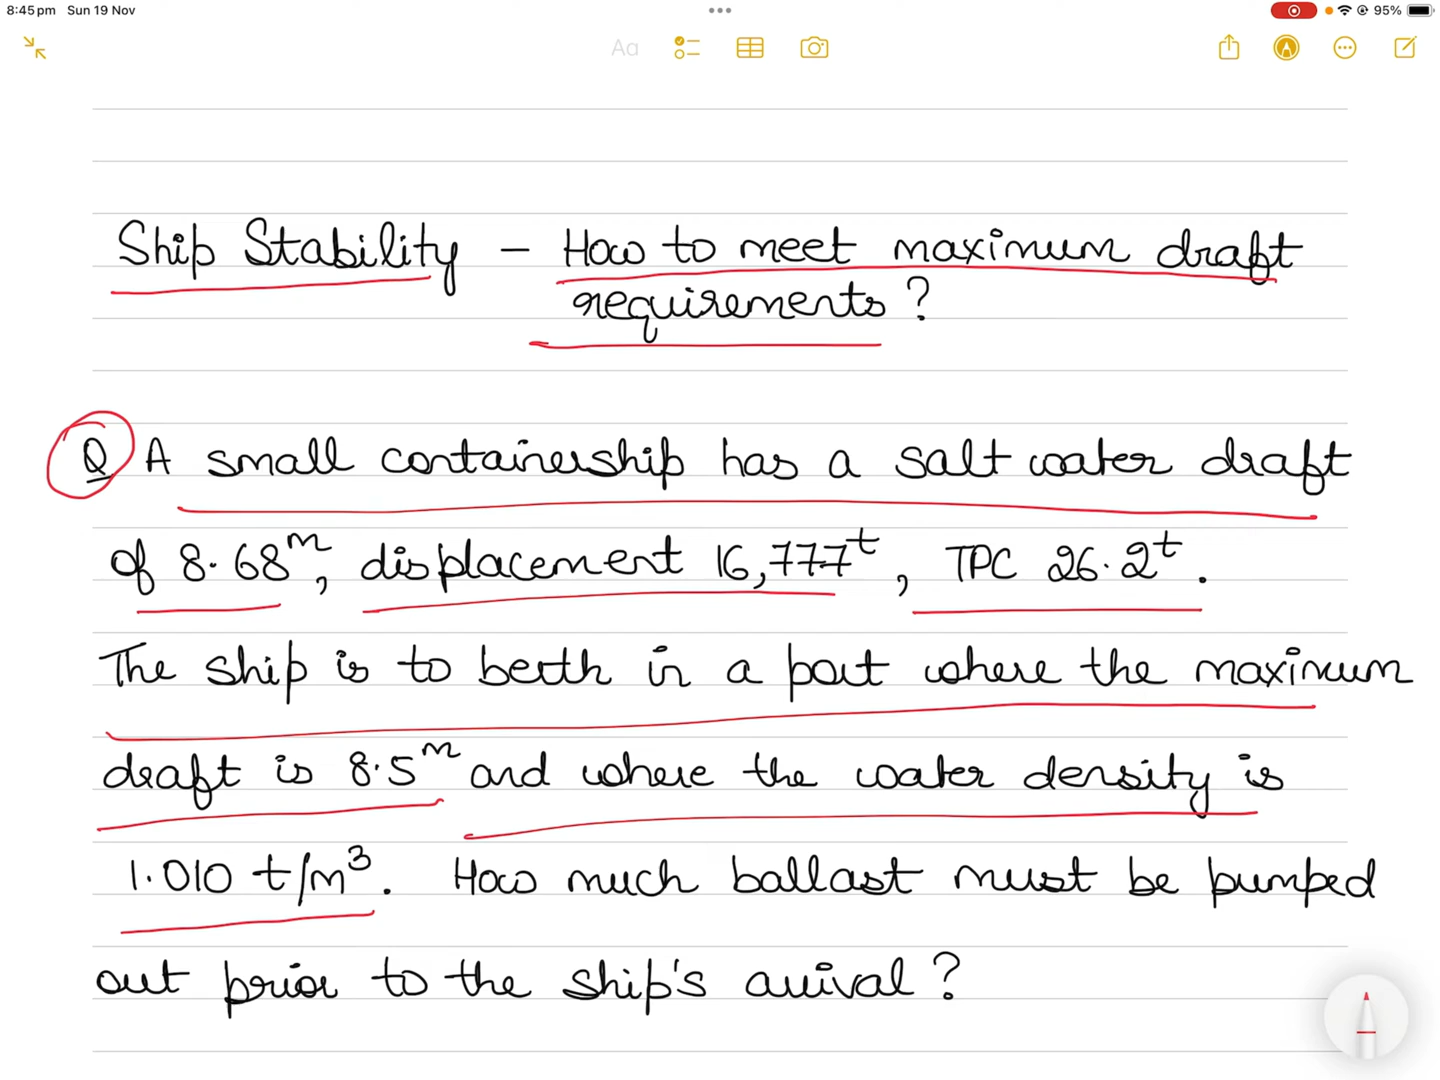 8:45 pm Sun 19 Nov
95%
Aa
Ship Stability - How to meet maximum draft
requirements?
Q A small containership has a salt water draft
of 8.68m, displacement 16,777t, TPC 26.2t.
The ship is to berth in a port where the maximum
draft is 8.5m and where the water density is
1.010 t/m³. How much ballast must be pumped
out prior to the ship's arrival?